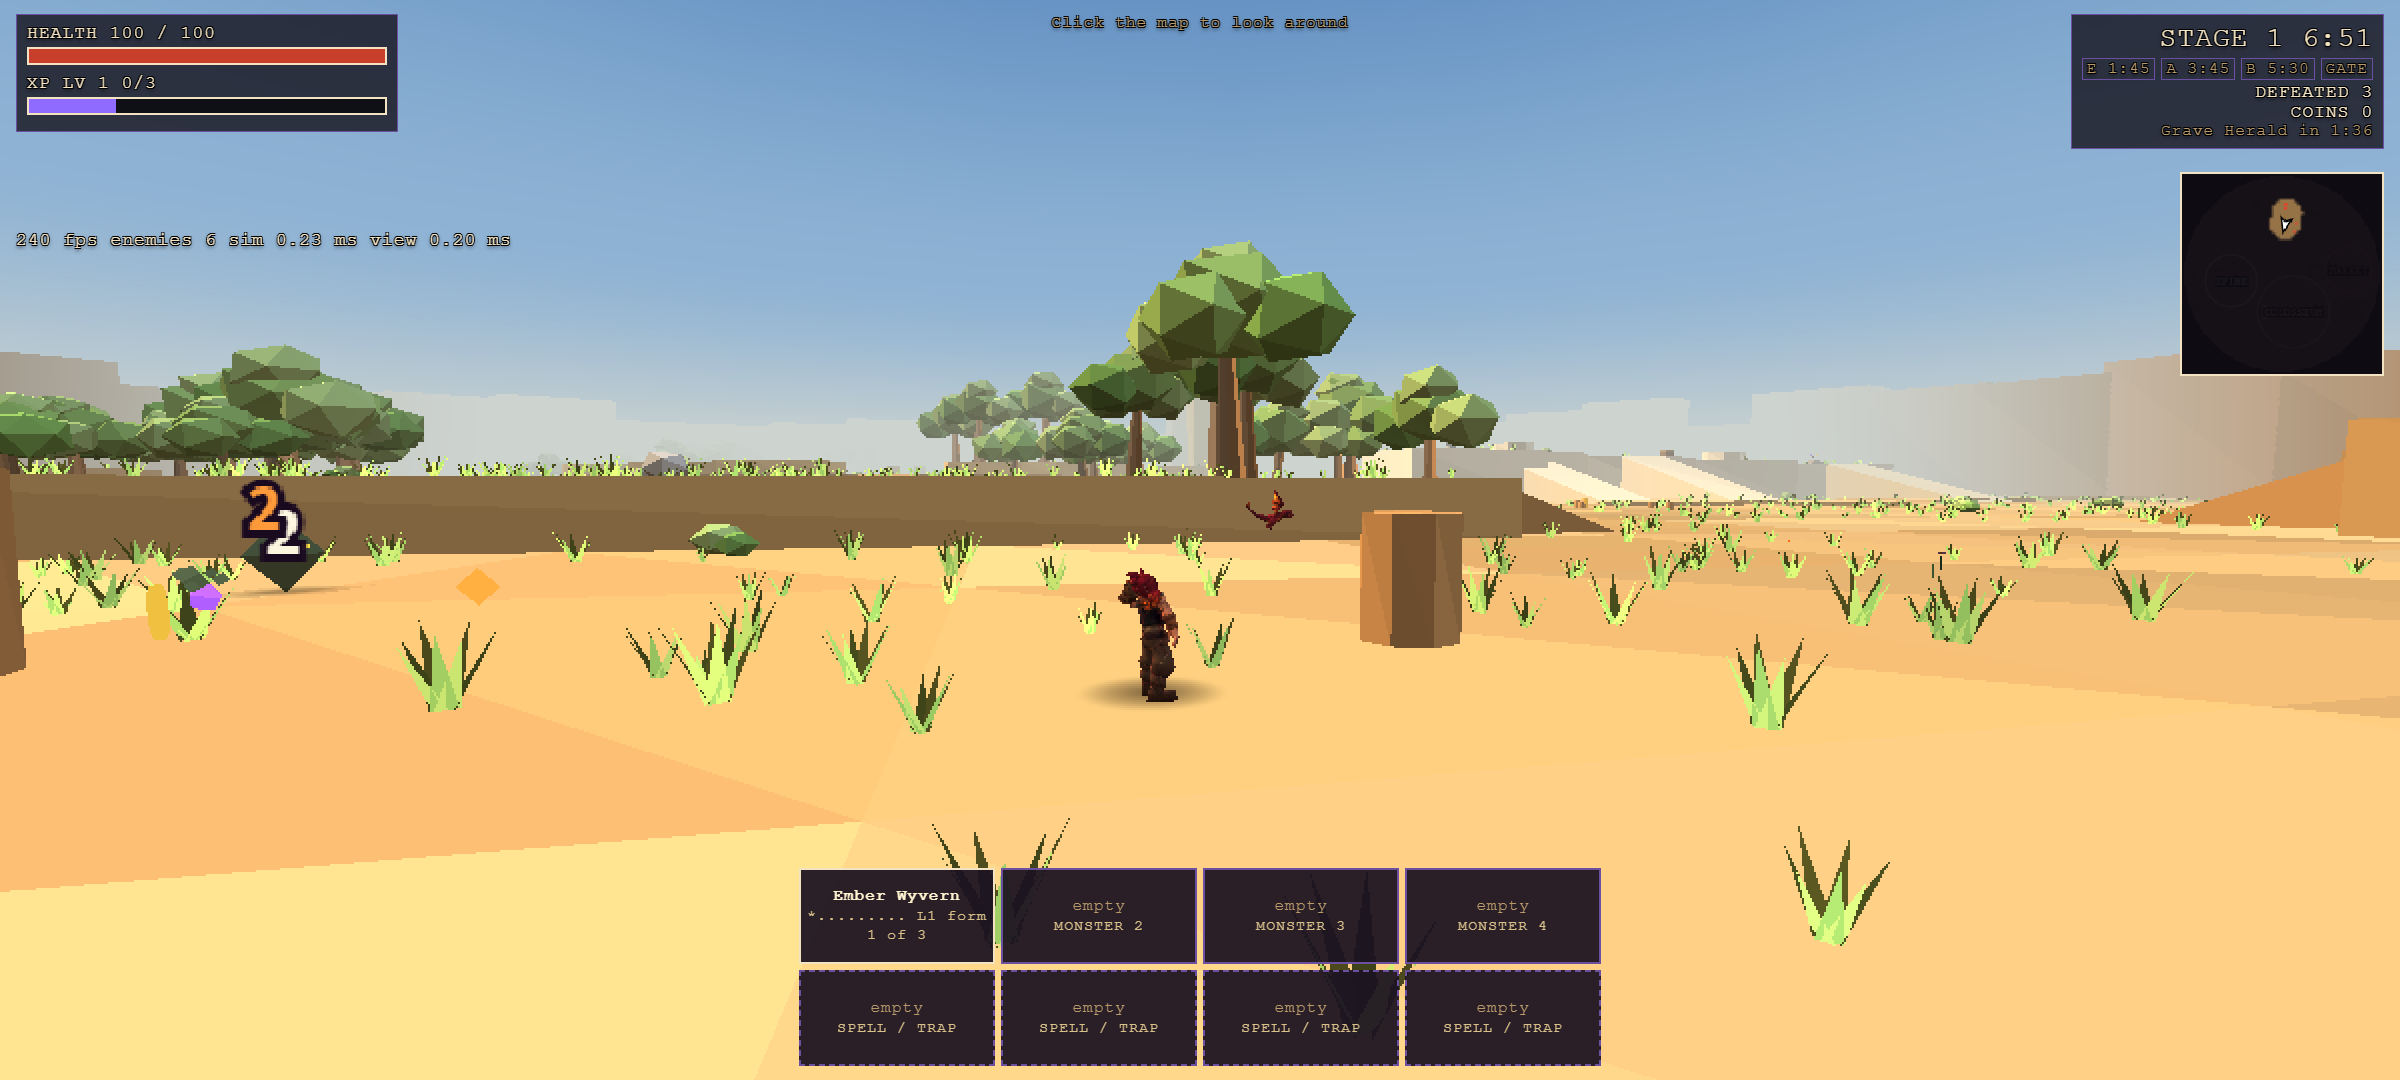 HEALTH 100 / 100
XP LV 1 0/3
Click the map to look around
STAGE 1 6:51
E 1:45 A 3:45 B 5:30 GATE
DEFEATED 3
COINS 0
Grave Herald in 1:36
240 fps enemies 6 sim 0.23 ms view 0.20 ms
2
2
Ember Wyvern
*......... L1 form
1 of 3
empty
MONSTER 2
empty
MONSTER 3
empty
MONSTER 4
empty
SPELL / TRAP
empty
SPELL / TRAP
empty
SPELL / TRAP
empty
SPELL / TRAP